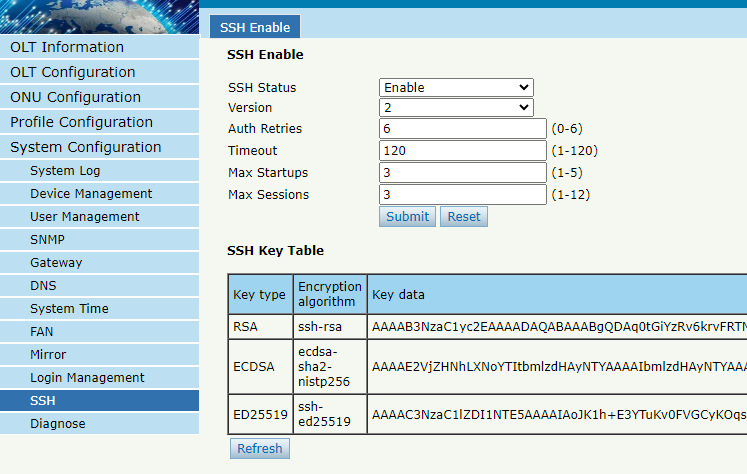 SSH Enable
OLT Information
OLT Configuration
ONU Configuration
Profile Configuration
System Configuration
System Log
Device Management
User Management
SNMP
Gateway
DNS
System Time
FAN
Mirror
Login Management
SSH
Diagnose
SSH Enable
SSH Status Enable
Version 2
Auth Retries 6 (0-6)
Timeout 120 (1-120)
Max Startups 3 (1-5)
Max Sessions 3 (1-12)
Submit Reset
SSH Key Table
Key type Encryption algorithm Key data
RSA ssh-rsa AAAAB3NzaC1yc2EAAAADAQABAAABgQDAq0tGiYzRv6krvFRTM
ECDSA ecdsa-sha2-nistp256 AAAAE2VjZHNhLXNoYTItbmlzdHAyNTYAAAAIbmlzdHAyNTYAAA
ED25519 ssh-ed25519 AAAAC3NzaC1lZDI1NTE5AAAAIAoJK1h+E3YTuKv0FVGCyKOqs
Refresh